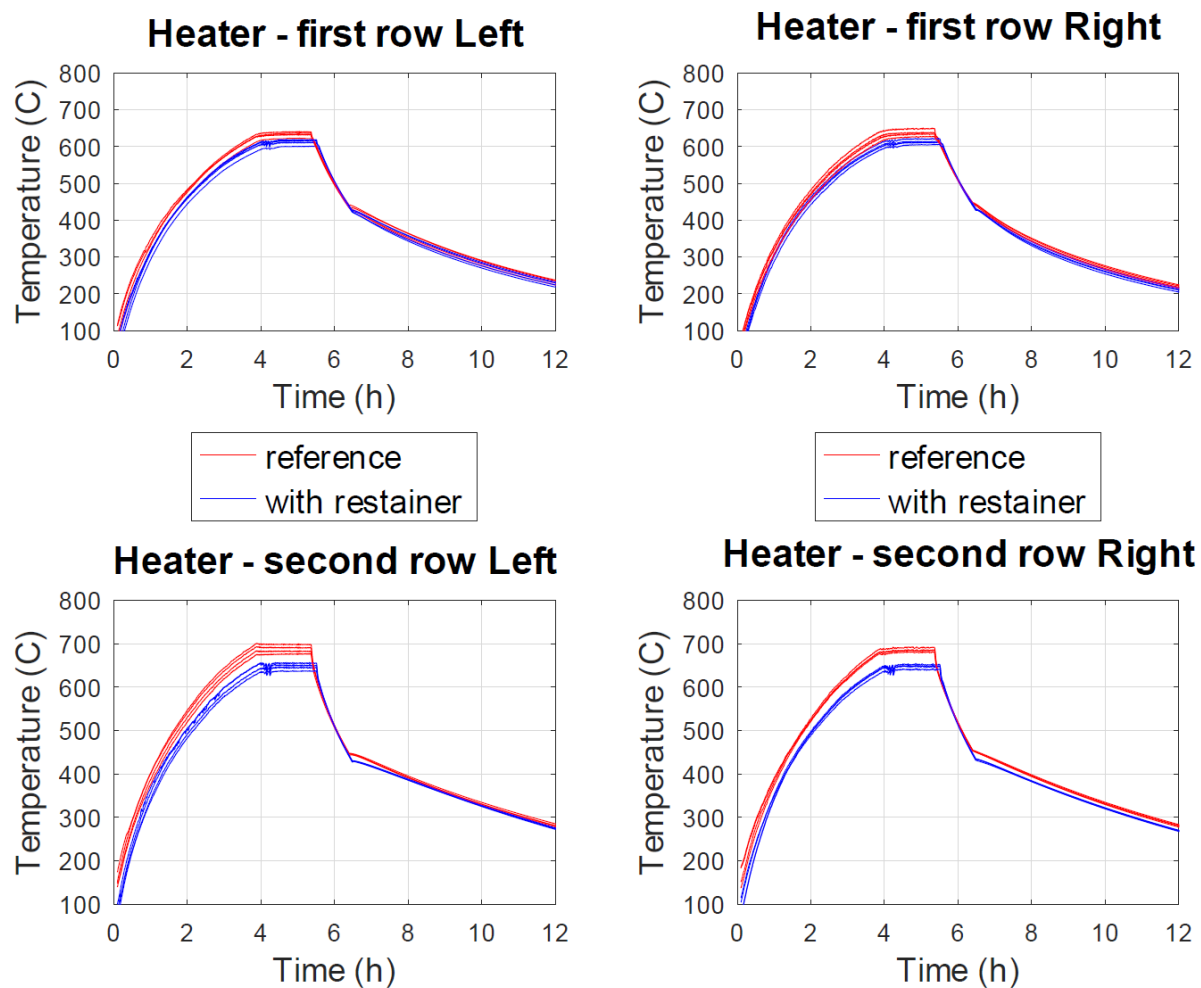 Heater - first row Left
800
700
600
500
400
300
200
100
Temperature (C)
0 2 4 6 8 10 12
Time (h)
Heater - first row Right
800
700
600
500
400
300
200
100
Temperature (C)
0 2 4 6 8 10 12
Time (h)
reference
with restainer
reference
with restainer
Heater - second row Left
800
700
600
500
400
300
200
100
Temperature (C)
0 2 4 6 8 10 12
Time (h)
Heater - second row Right
800
700
600
500
400
300
200
100
Temperature (C)
0 2 4 6 8 10 12
Time (h)